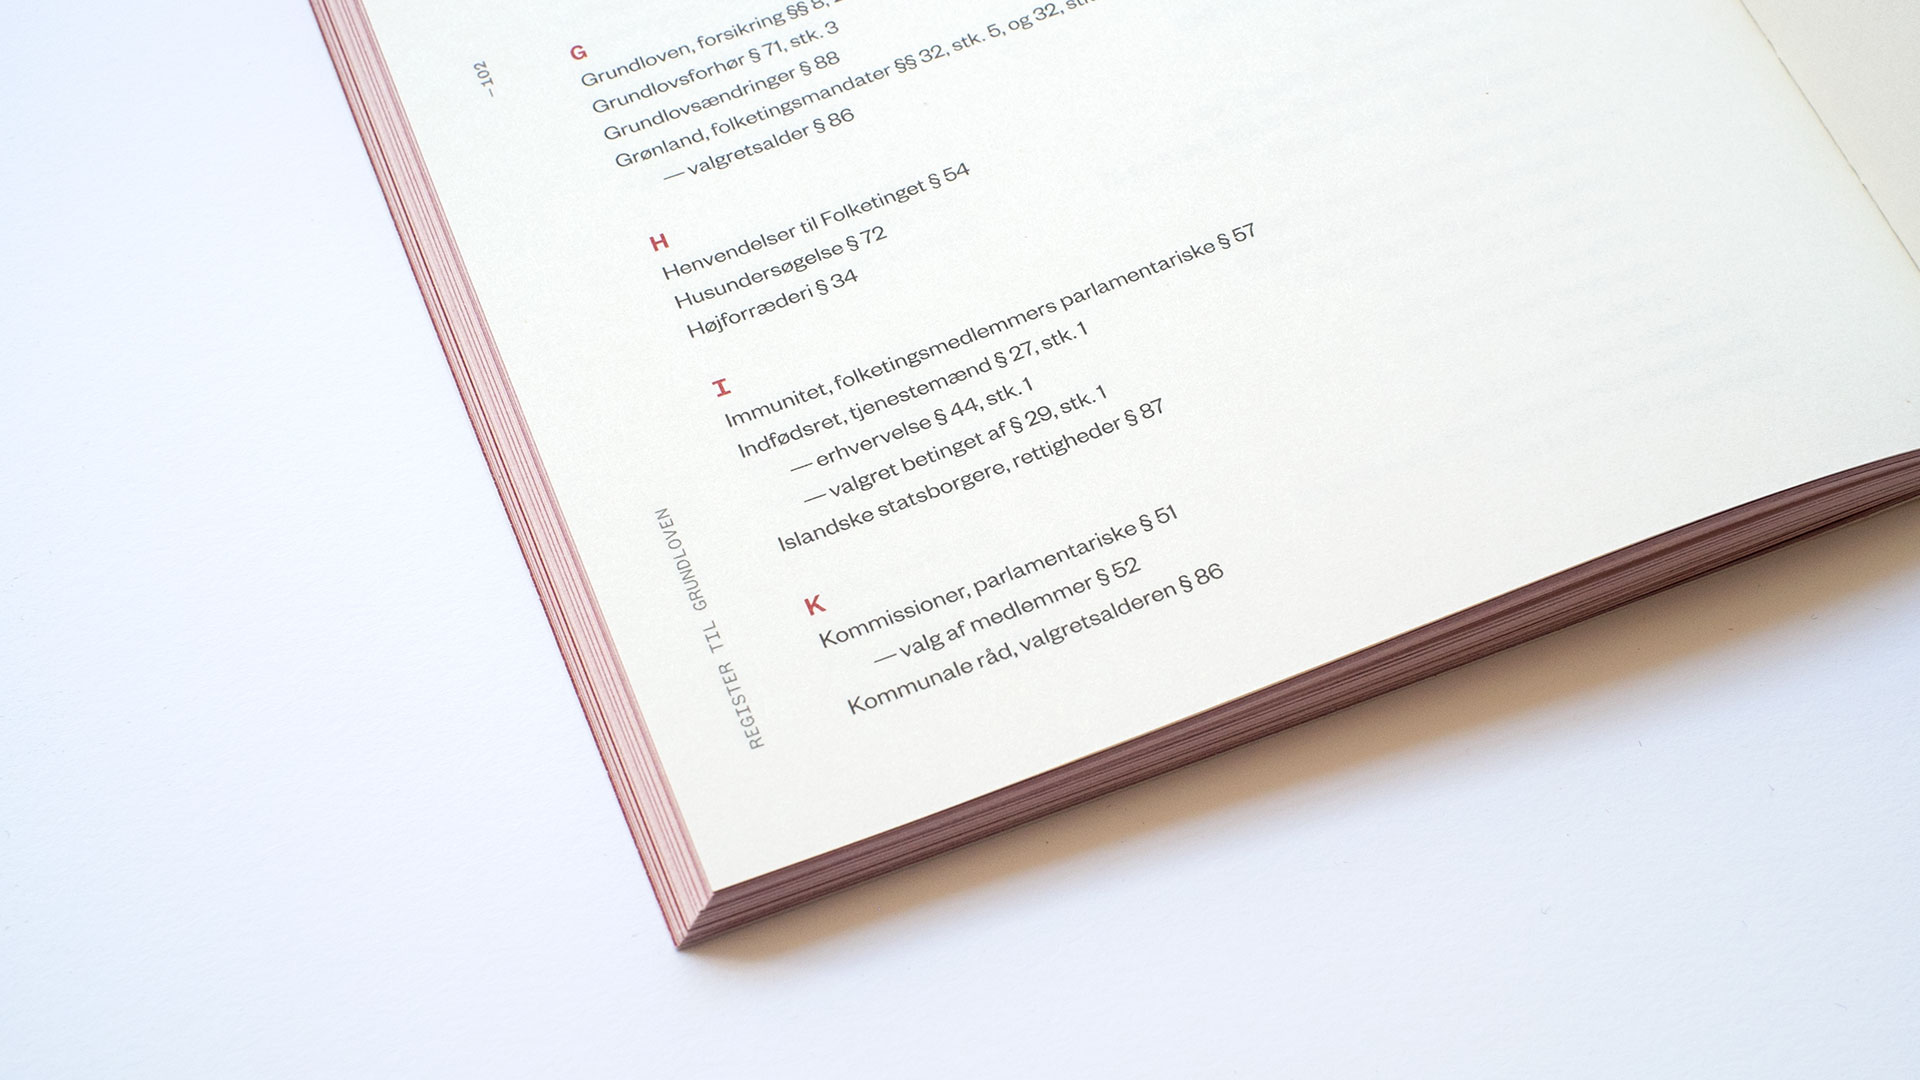 –102
G
Grundloven, forsikring §§ 8,
Grundlovsforhør § 71, stk. 3
Grundlovsændringer § 88
Grønland, folketingsmandater §§ 32, stk. 5, og 32,
— valgretsalder § 86
H
Henvendelser til Folketinget § 54
Husundersøgelse § 72
Højforræderi § 34
I
Immunitet, folketingsmedlemmers parlamentariske § 57
Indfødsret, tjenestemænd § 27, stk. 1
— erhvervelse § 44, stk. 1
— valgret betinget af § 29, stk. 1
Islandske statsborgere, rettigheder § 87
K
Kommissioner, parlamentariske § 51
— valg af medlemmer § 52
Kommunale råd, valgretsalderen § 86
REGISTER TIL GRUNDLOVEN